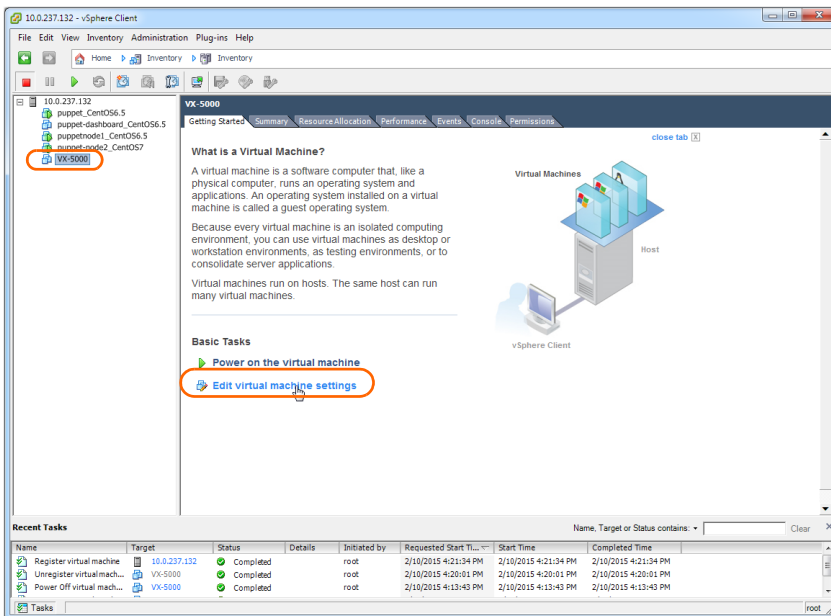 10.0.237.132 - vSphere Client
File Edit View Inventory Administration Plug-ins Help
Home Inventory Inventory
10.0.237.132
puppet_CentOS6.5
puppet-dashboard_CentOS6.5
puppetnode1_CentOS6.5
puppet-node2_CentOS7
VX-5000
VX-5000
Getting Started Summary Resource Allocation Performance Events Console Permissions
close tab X
What is a Virtual Machine?
A virtual machine is a software computer that, like a
physical computer, runs an operating system and
applications. An operating system installed on a virtual
machine is called a guest operating system.
Because every virtual machine is an isolated computing
environment, you can use virtual machines as desktop or
workstation environments, as testing environments, or to
consolidate server applications.
Virtual machines run on hosts. The same host can run
many virtual machines.
Virtual Machines
Host
vSphere Client
Basic Tasks
Power on the virtual machine
Edit virtual machine settings
Recent Tasks
Name, Target or Status contains: Clear
Name Target Status Details Initiated by Requested Start Ti... Start Time Completed Time
Register virtual machine 10.0.237.132 Completed root 2/10/2015 4:21:34 PM 2/10/2015 4:21:34 PM 2/10/2015 4:21:34 PM
Unregister virtual mach... VX-5000 Completed root 2/10/2015 4:20:01 PM 2/10/2015 4:20:01 PM 2/10/2015 4:20:01 PM
Power Off virtual mach... VX-5000 Completed root 2/10/2015 4:13:43 PM 2/10/2015 4:13:43 PM 2/10/2015 4:13:43 PM
Tasks root